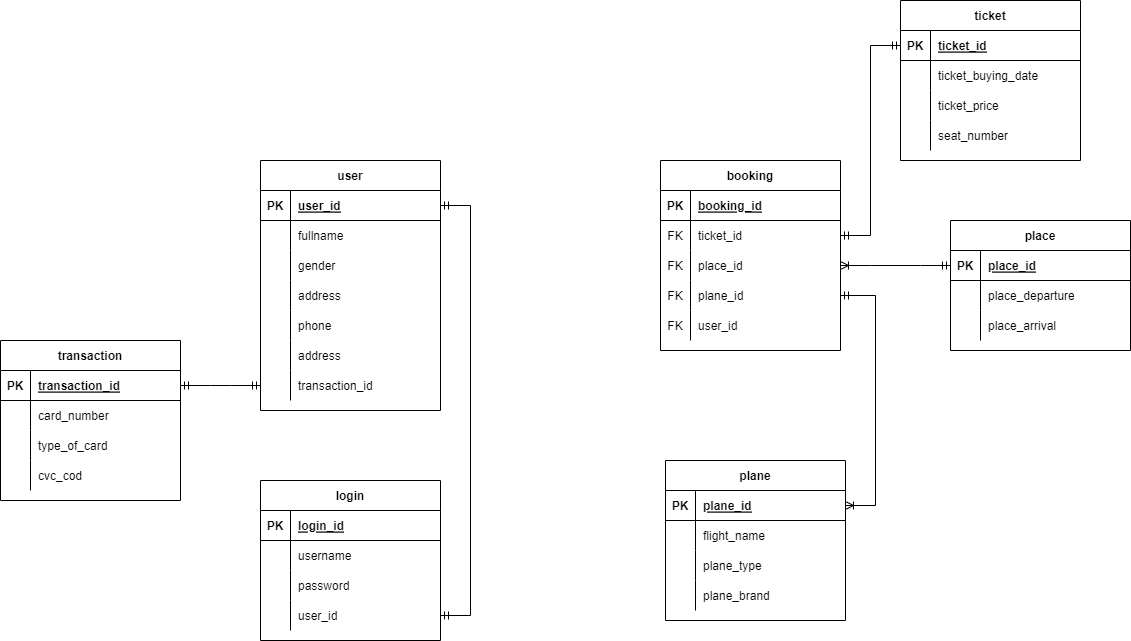 ticket
PK ticket_id
ticket_buying_date
ticket_price
seat_number
user
PK user_id
fullname
gender
address
phone
address
transaction_id
booking
PK booking_id
FK ticket_id
FK place_id
FK plane_id
FK user_id
place
PK place_id
place_departure
place_arrival
transaction
PK transaction_id
card_number
type_of_card
cvc_cod
login
PK login_id
username
password
user_id
plane
PK plane_id
flight_name
plane_type
plane_brand